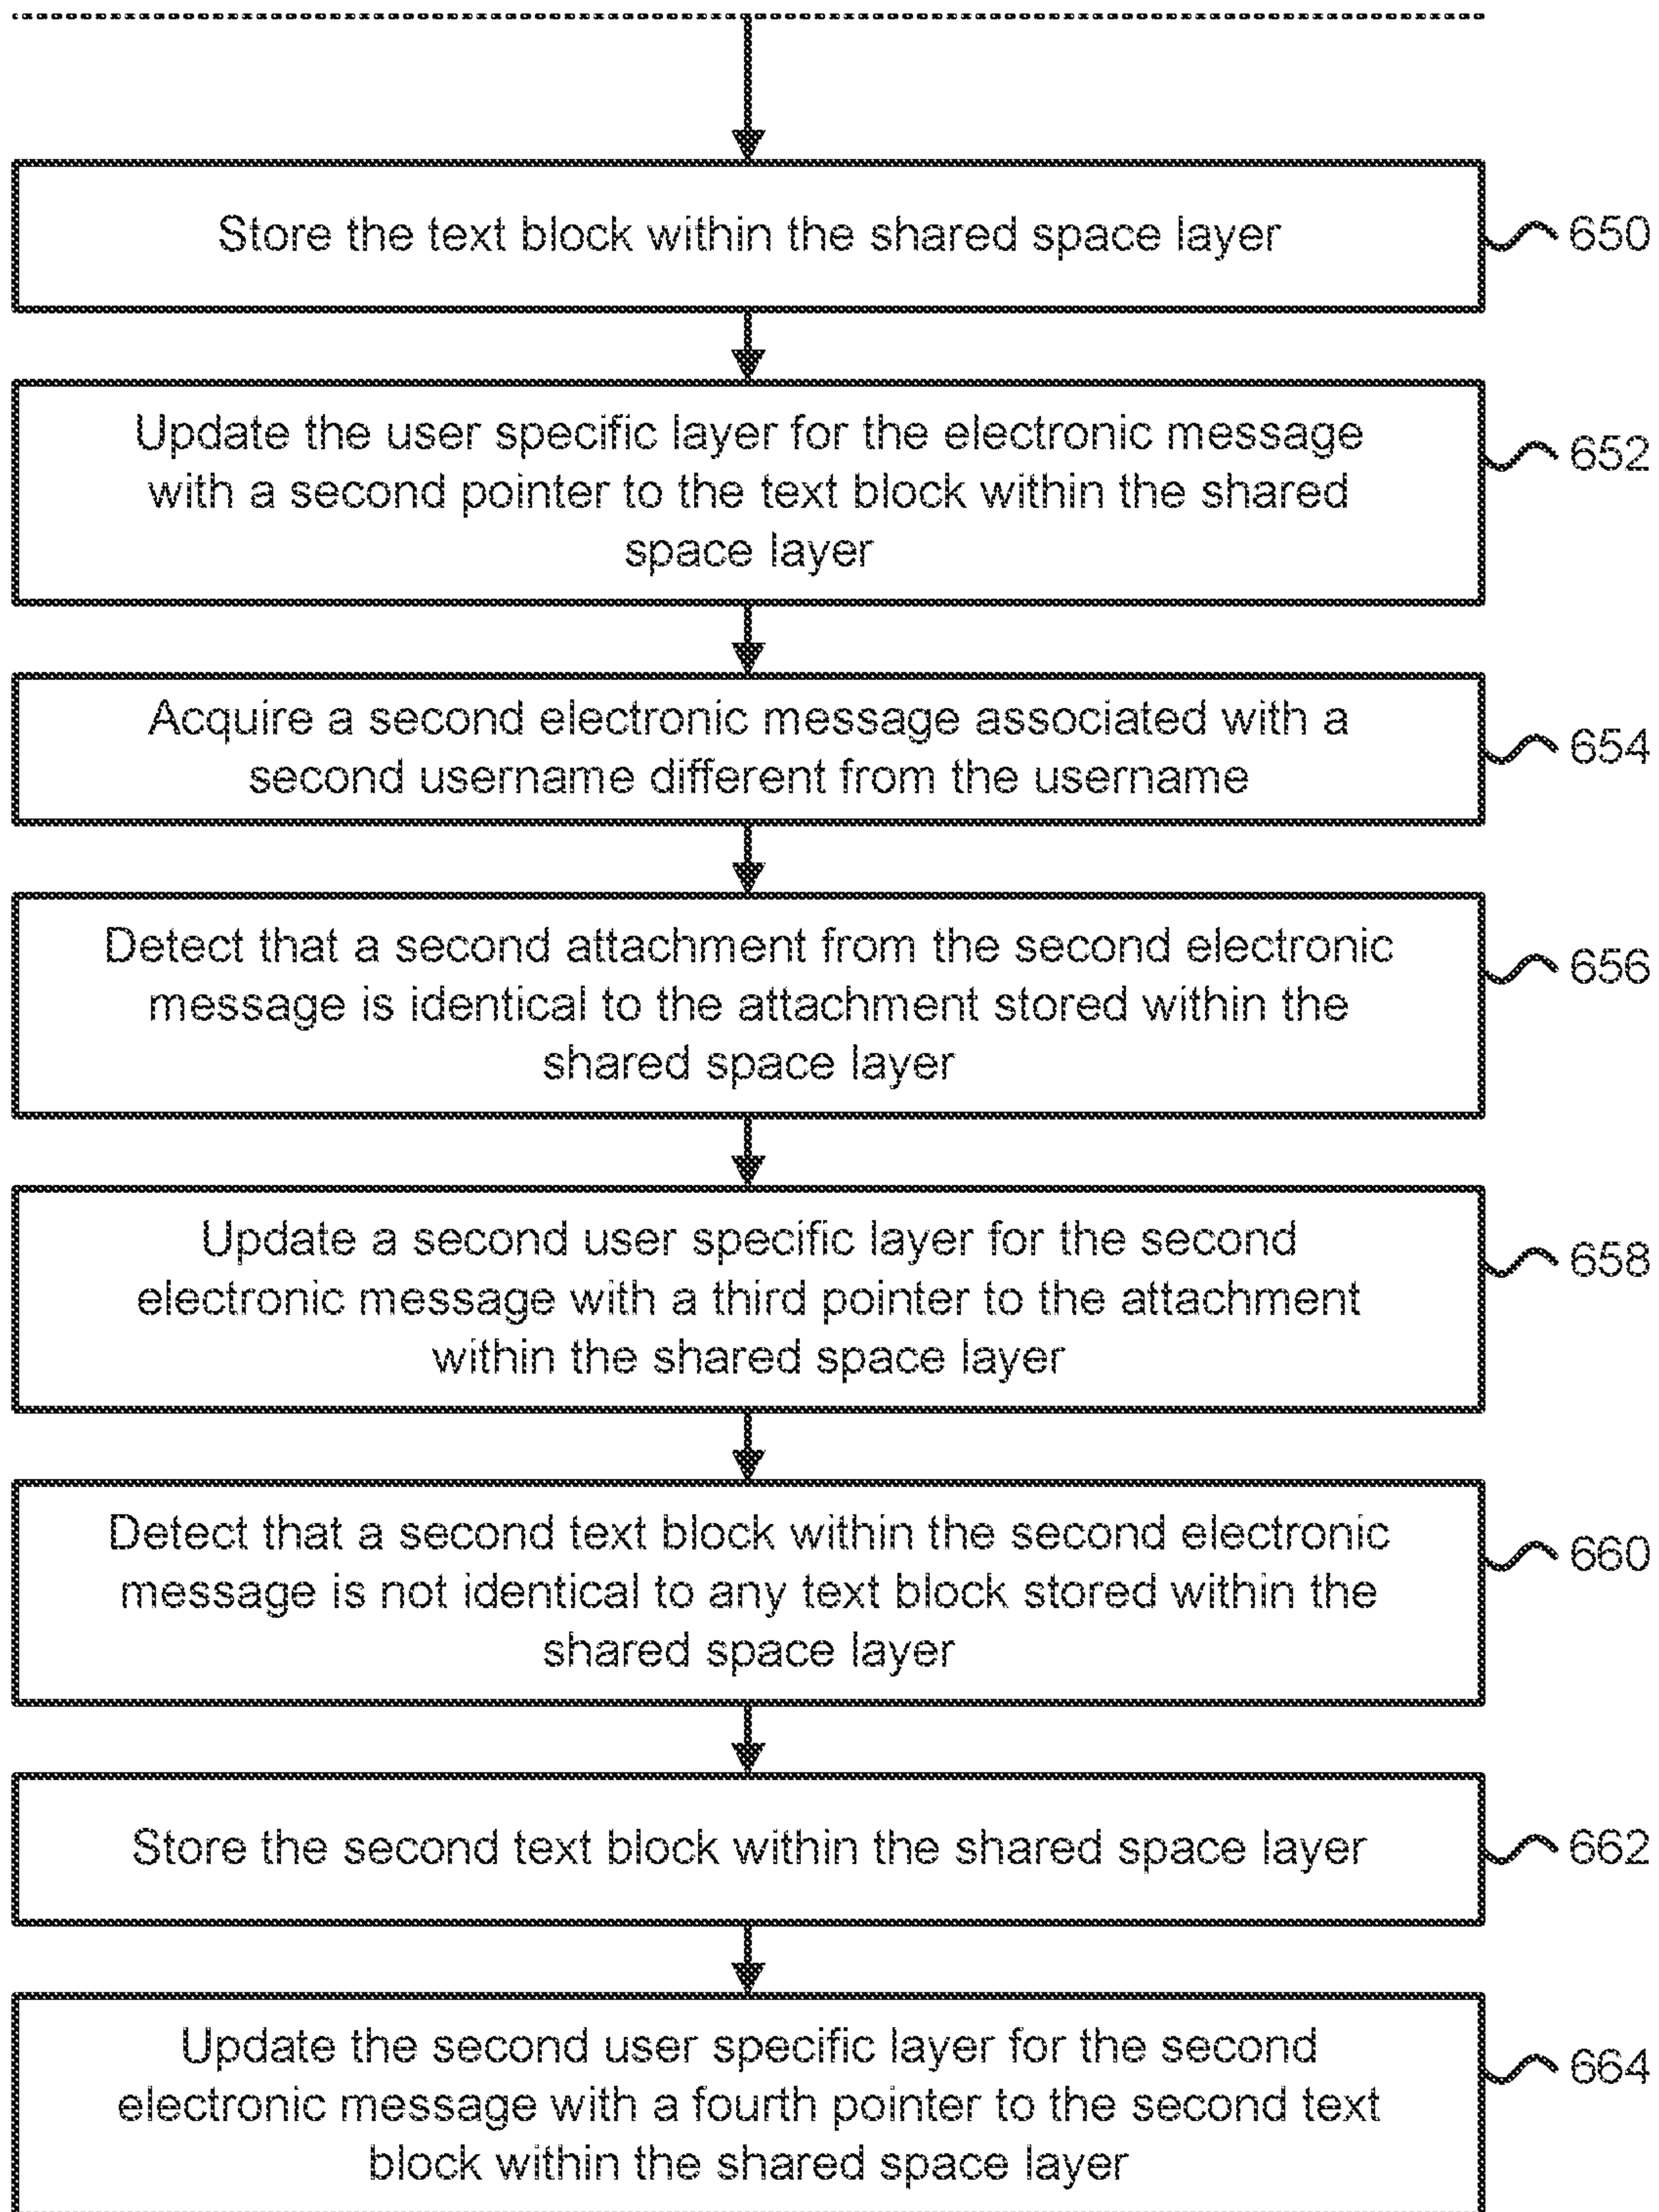 Store the text block within the shared space layer
650
Update the user specific layer for the electronic message
with a second pointer to the text block within the shared
space layer
652
Acquire a second electronic message associated with a
second username different from the username
654
Detect that a second attachment from the second electronic
message is identical to the attachment stored within the
shared space layer
656
Update a second user specific layer for the second
electronic message with a third pointer to the attachment
within the shared space layer
658
Detect that a second text block within the second electronic
message is not identical to any text block stored within the
shared space layer
660
Store the second text block within the shared space layer
662
Update the second user specific layer for the second
electronic message with a fourth pointer to the second text
block within the shared space layer
664